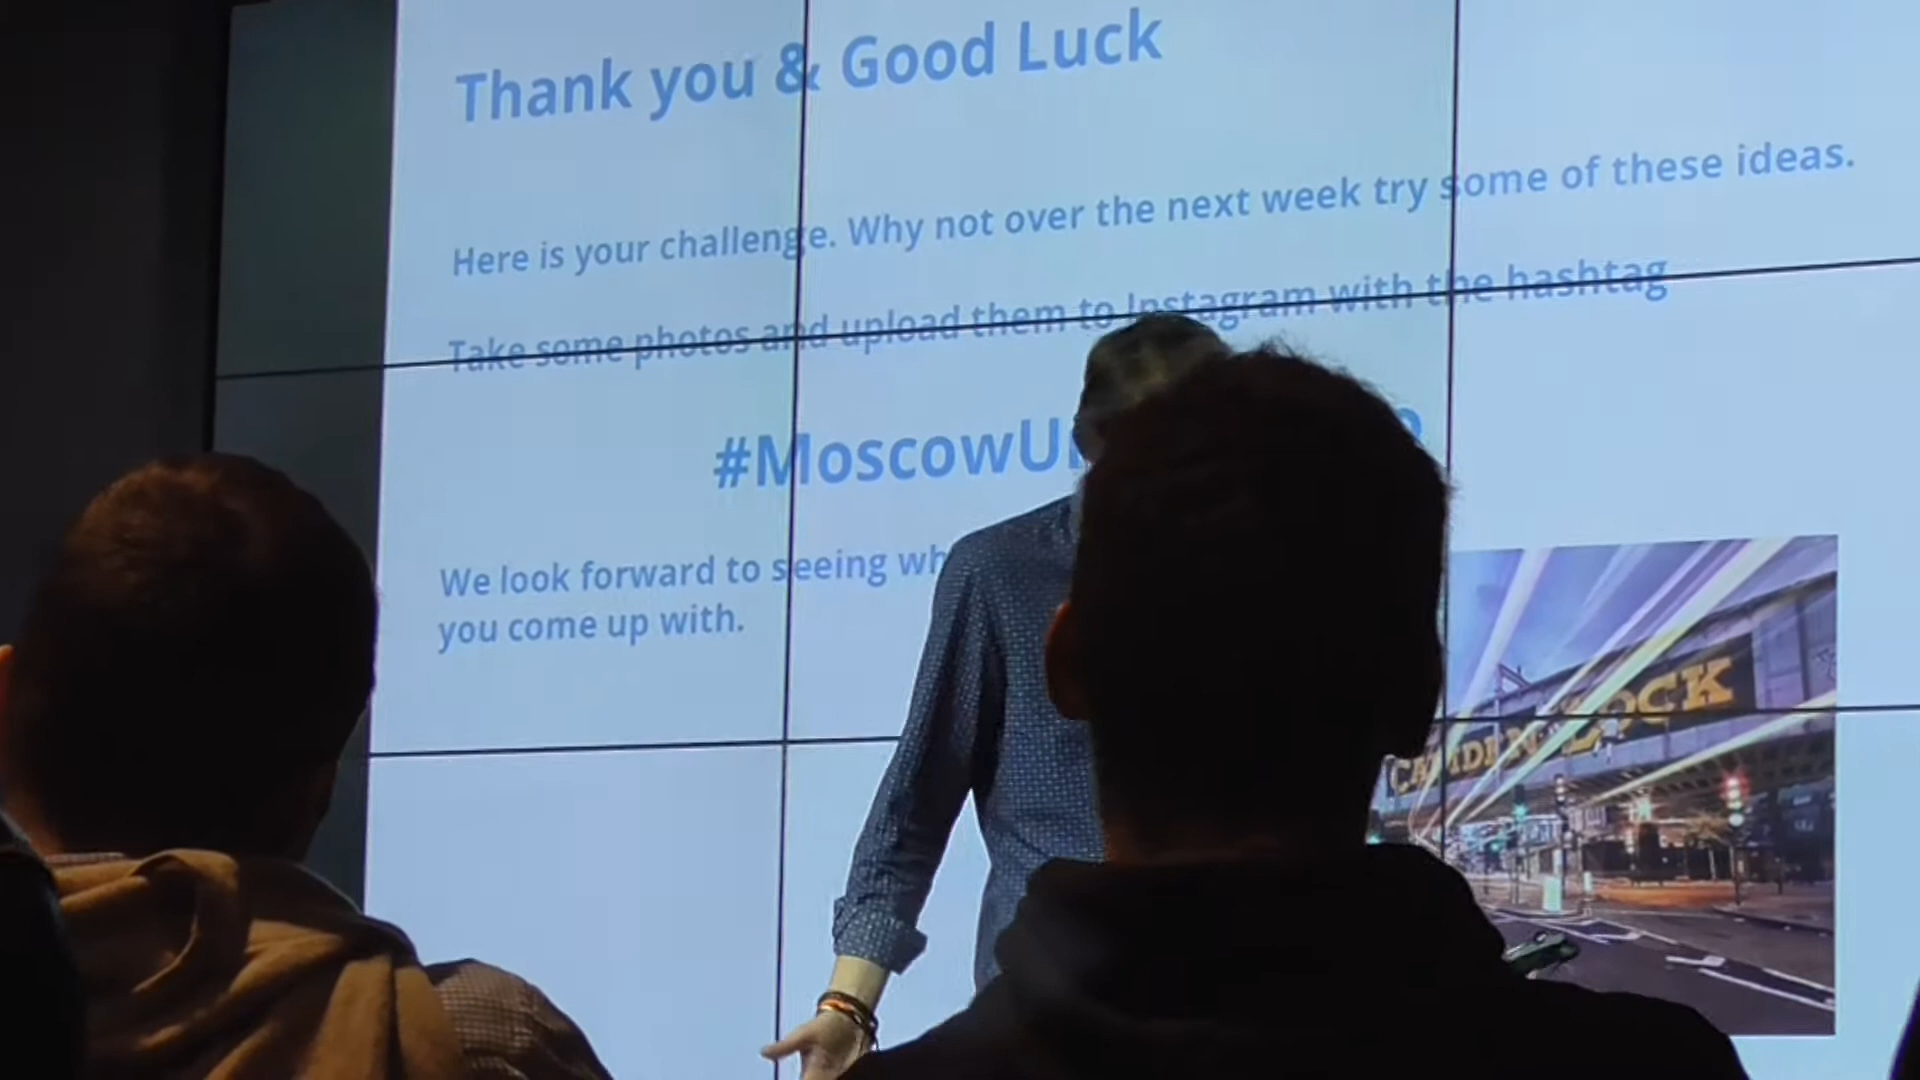 Thank you & Good Luck
Here is your challenge. Why not over the next week try some of these ideas.
Take some photos and upload them to Instagram with the hashtag
We look forward to seeing
you come up with.
CAMDEN LOCK